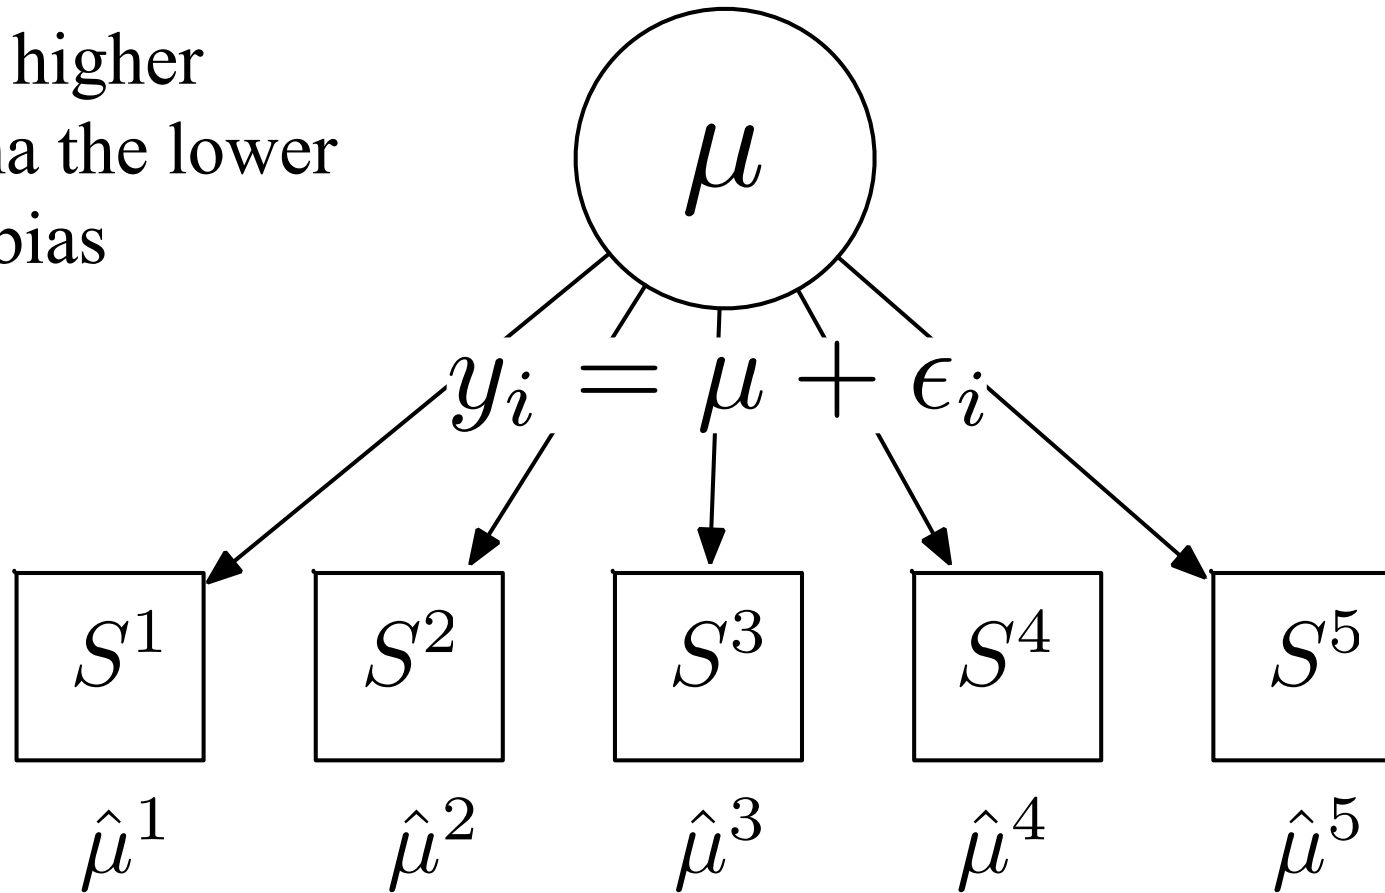 higher
the lower
bias
μ
y_i = μ + ϵ_i
S^1 S^2 S^3 S^4 S^5
μ̂^1 μ̂^2 μ̂^3 μ̂^4 μ̂^5